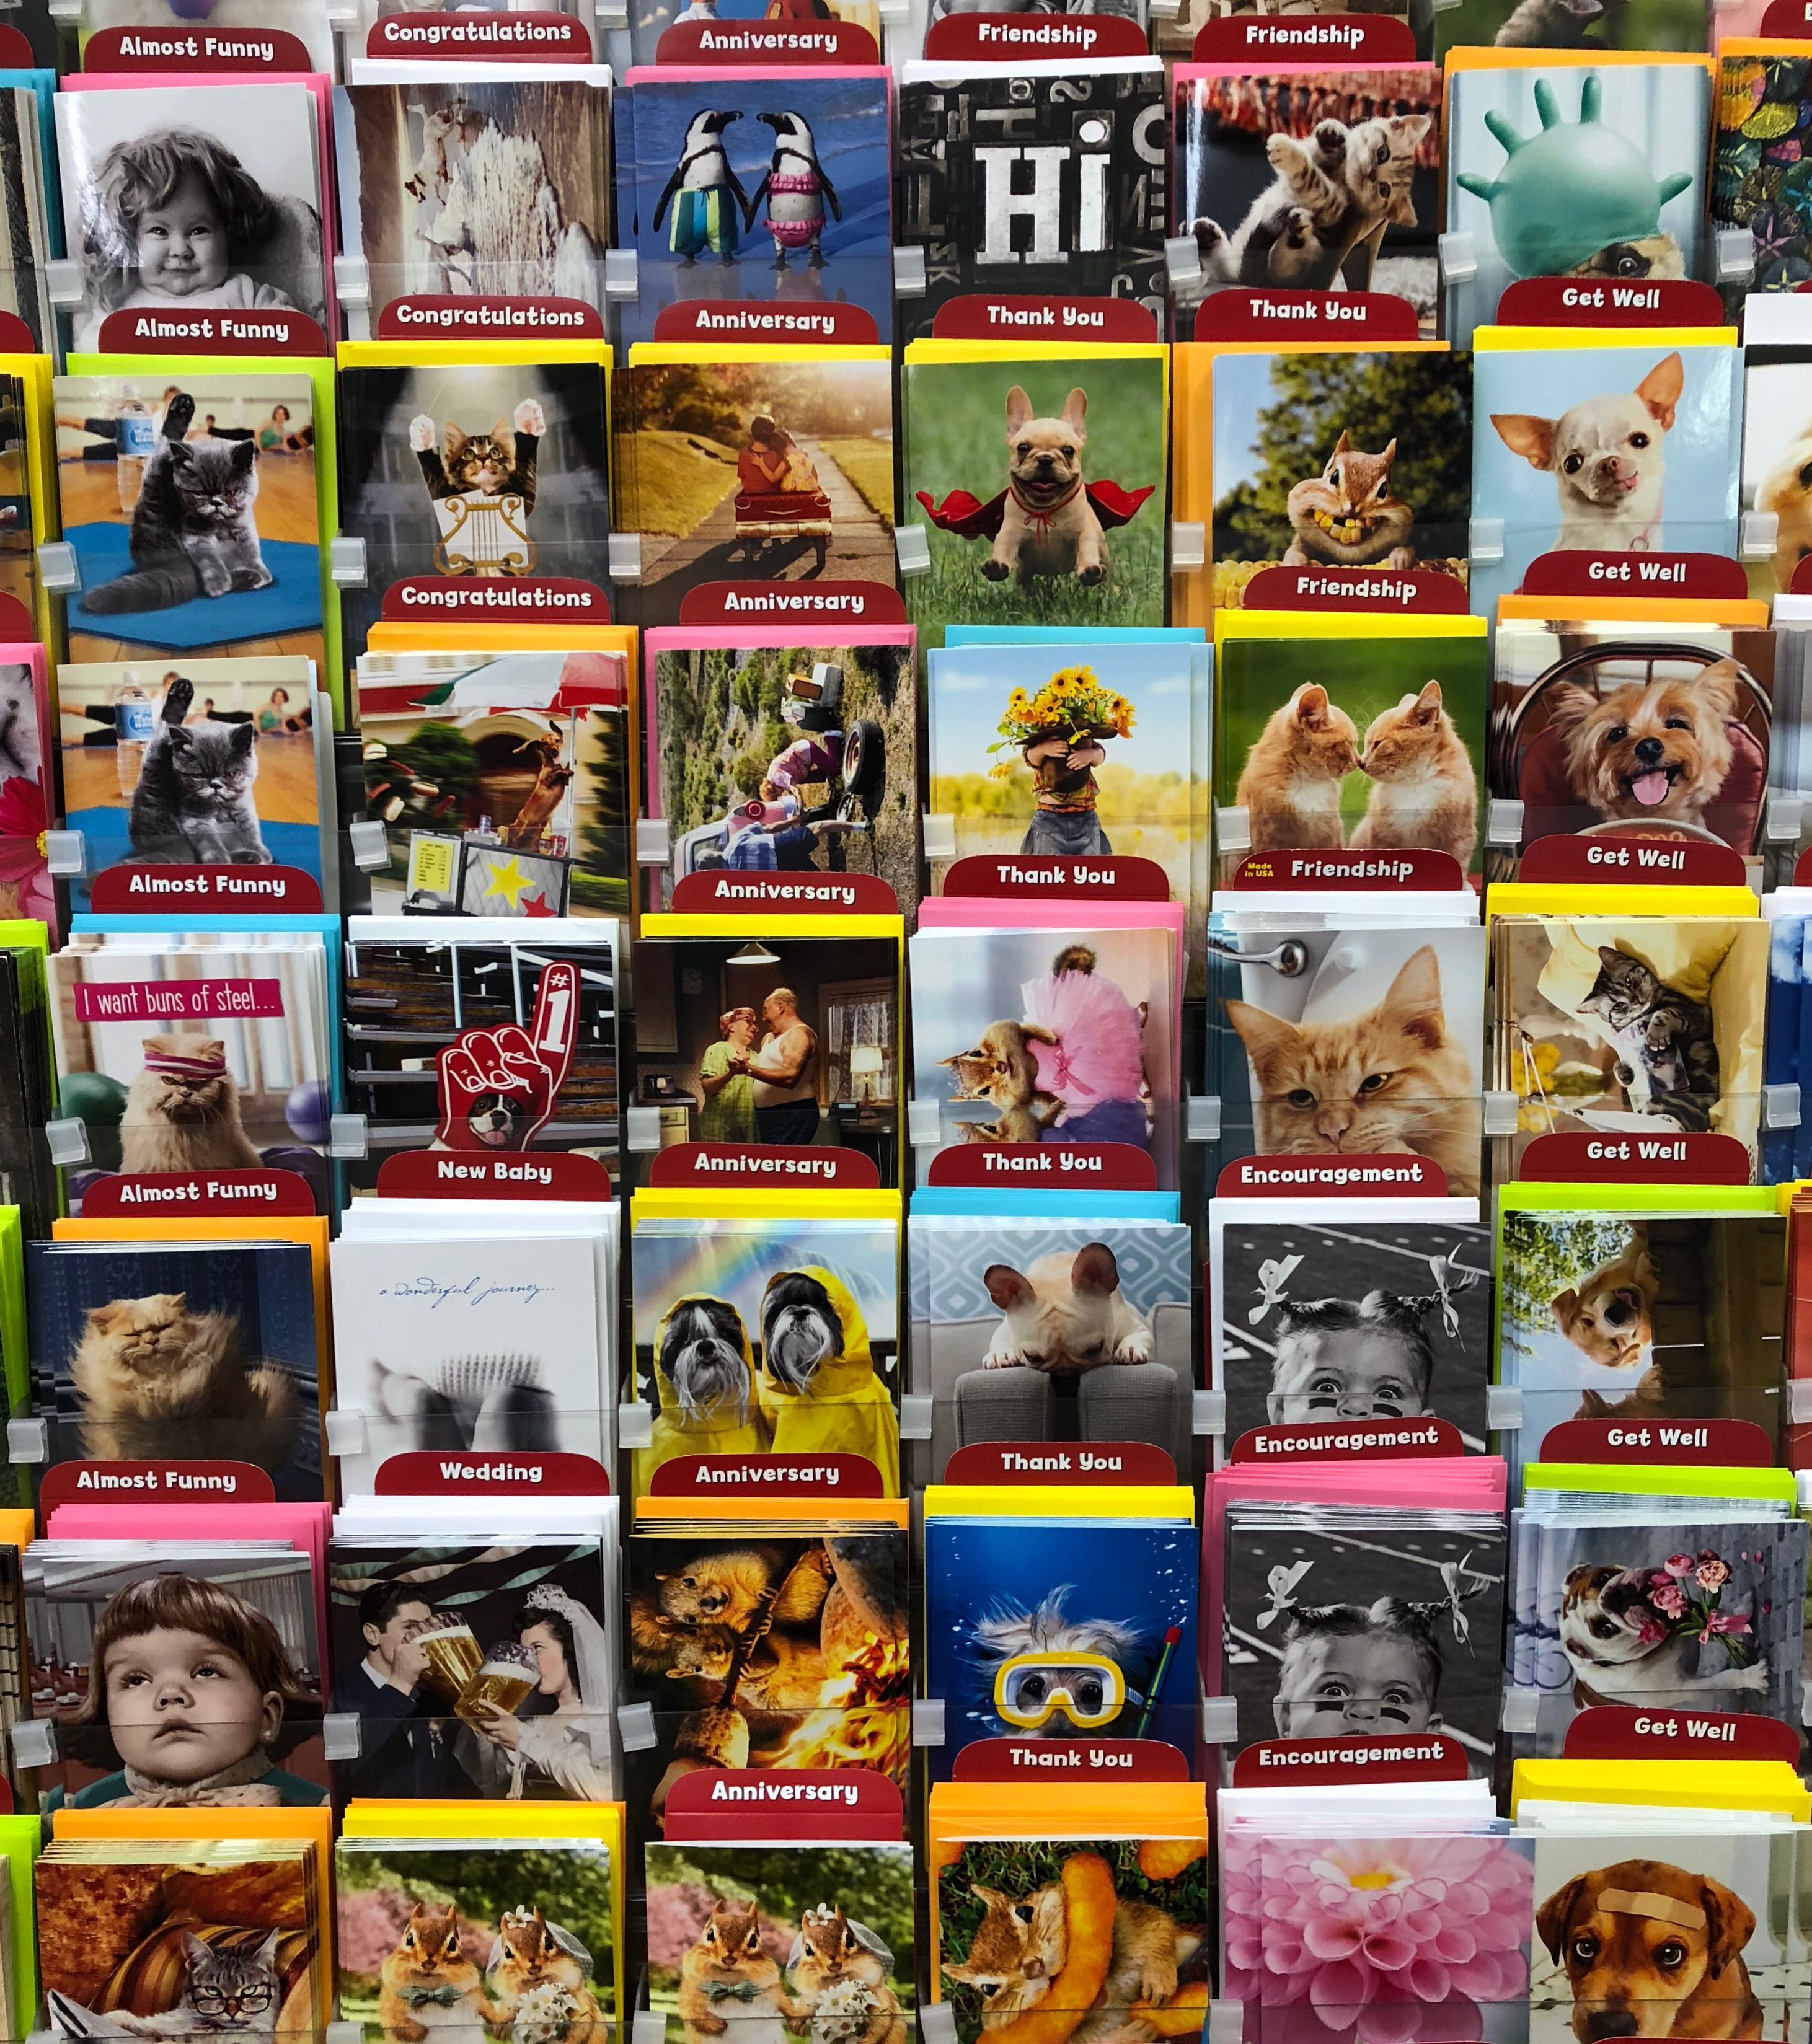 Almost Funny
Congratulations
Anniversary
Friendship
Friendship
Hi
Almost Funny
Congratulations
Anniversary
Thank You
Thank You
Get Well
Congratulations
Anniversary
Friendship
Get Well
Almost Funny
Anniversary
Thank You
Made
in USA
Friendship
Get Well
I want buns of steel...
#1
Almost Funny
New Baby
Anniversary
Thank You
Encouragement
Get Well
a wonderful journey...
Almost Funny
Wedding
Anniversary
Thank You
Encouragement
Get Well
Anniversary
Thank You
Encouragement
Get Well